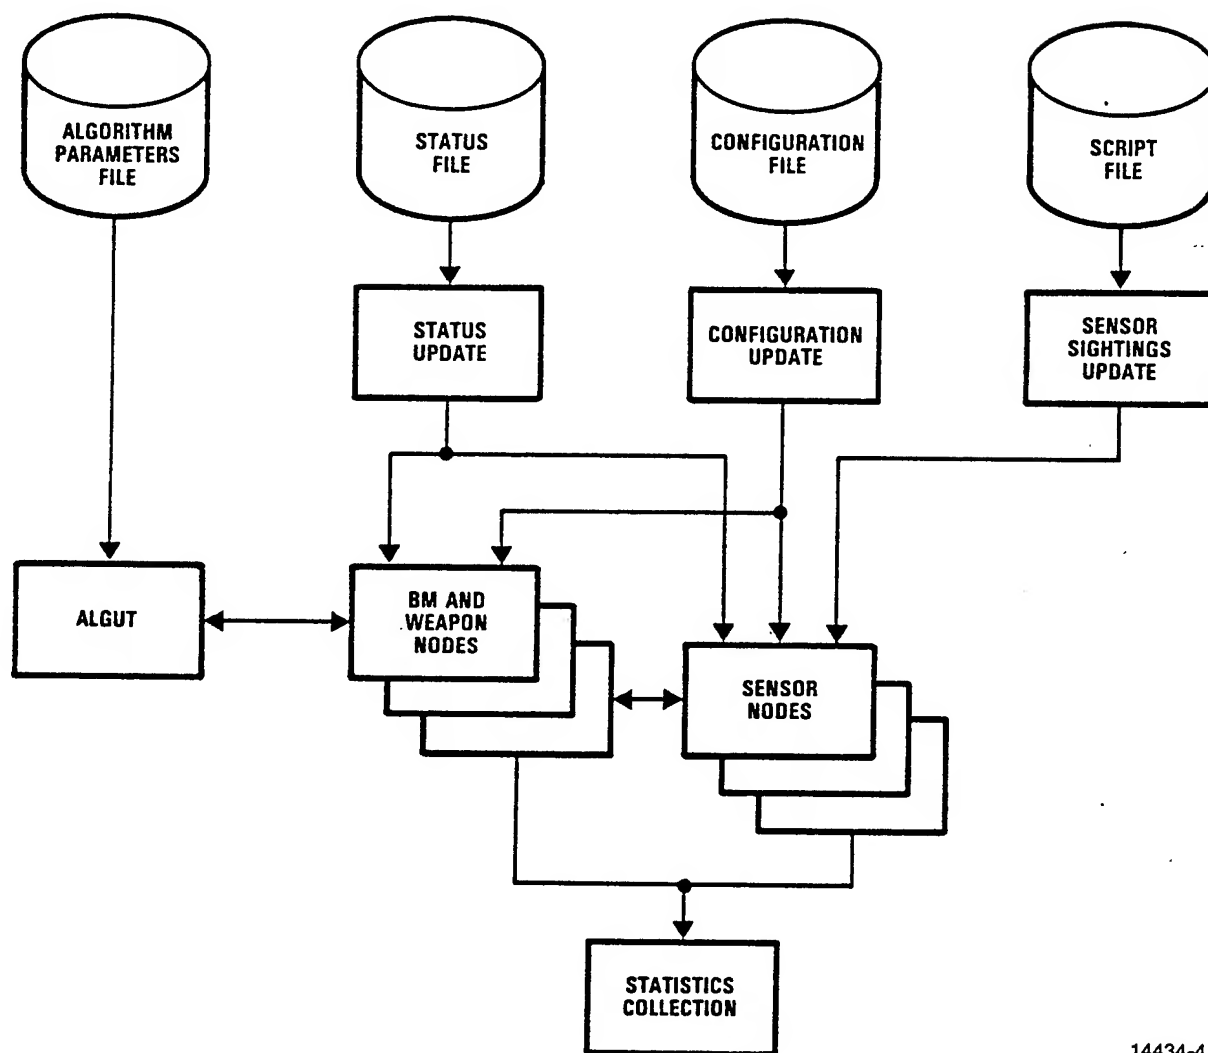 ALGORITHM
PARAMETERS
FILE
STATUS
FILE
CONFIGURATION
FILE
SCRIPT
FILE
STATUS
UPDATE
CONFIGURATION
UPDATE
SENSOR
SIGHTINGS
UPDATE
ALGUT
BM AND
WEAPON
NODES
SENSOR
NODES
STATISTICS
COLLECTION
14434-4